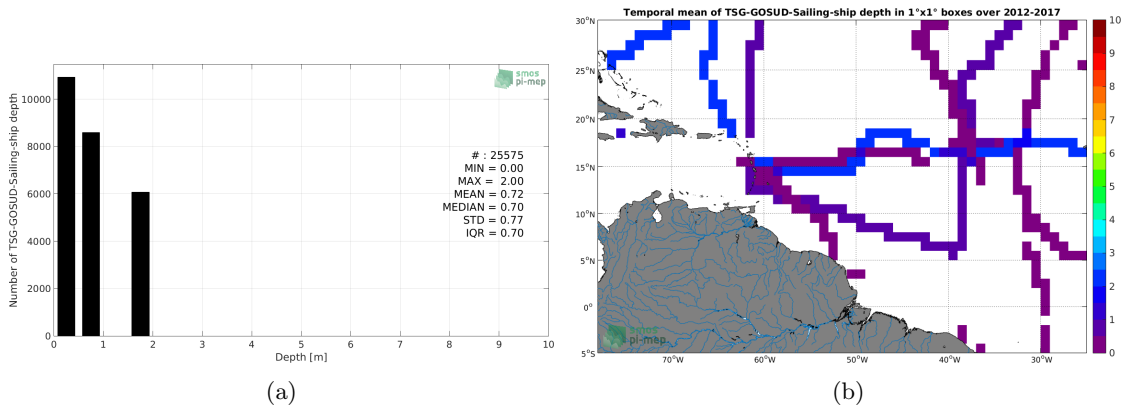 Number of TSG-GOSUD-Sailing-ship depth
10000
8000
6000
4000
2000
0
0 1 2 3 4 5 6 7 8 9 10
Depth [m]
smos
pi-mep
# : 25575
MIN = 0.00
MAX = 2.00
MEAN = 0.72
MEDIAN = 0.70
STD = 0.77
IQR = 0.70
(a)
Temporal mean of TSG-GOSUD-Sailing-ship depth in 1°x1° boxes over 2012-2017
30°N
25°N
20°N
15°N
10°N
5°N
0°
5°S
70°W 60°W 50°W 40°W 30°W
smos
pi-mep
10
9
8
7
6
5
4
3
2
1
0
(b)